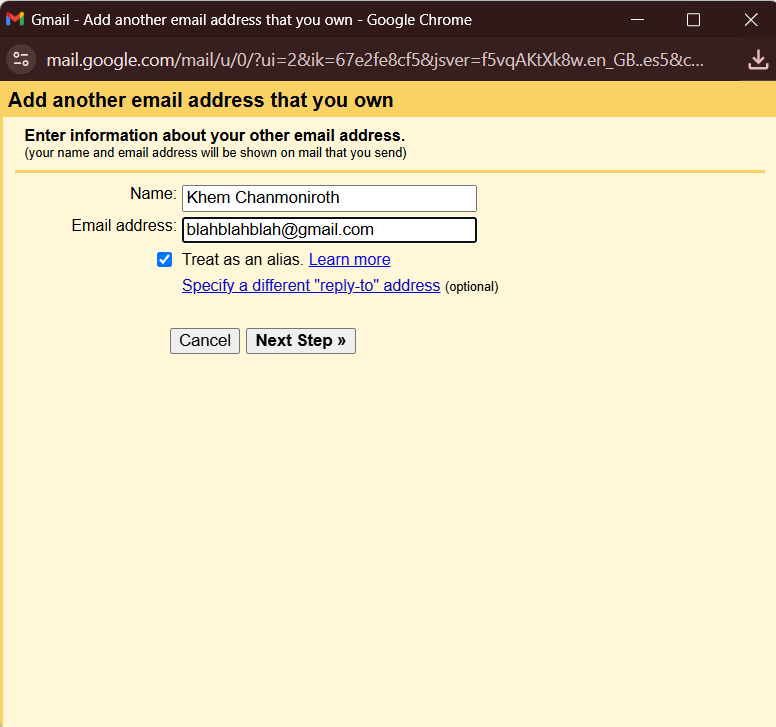 Gmail - Add another email address that you own - Google Chrome
mail.google.com/mail/u/0/?ui=2&ik=67e2fe8cf5&jsver=f5vqAKtXk8w.en_GB..es5&c...
Add another email address that you own
Enter information about your other email address.
(your name and email address will be shown on mail that you send)
Name: Khem Chanmoniroth
Email address: blahblahblah@gmail.com
Treat as an alias. Learn more
Specify a different "reply-to" address (optional)
Cancel Next Step »